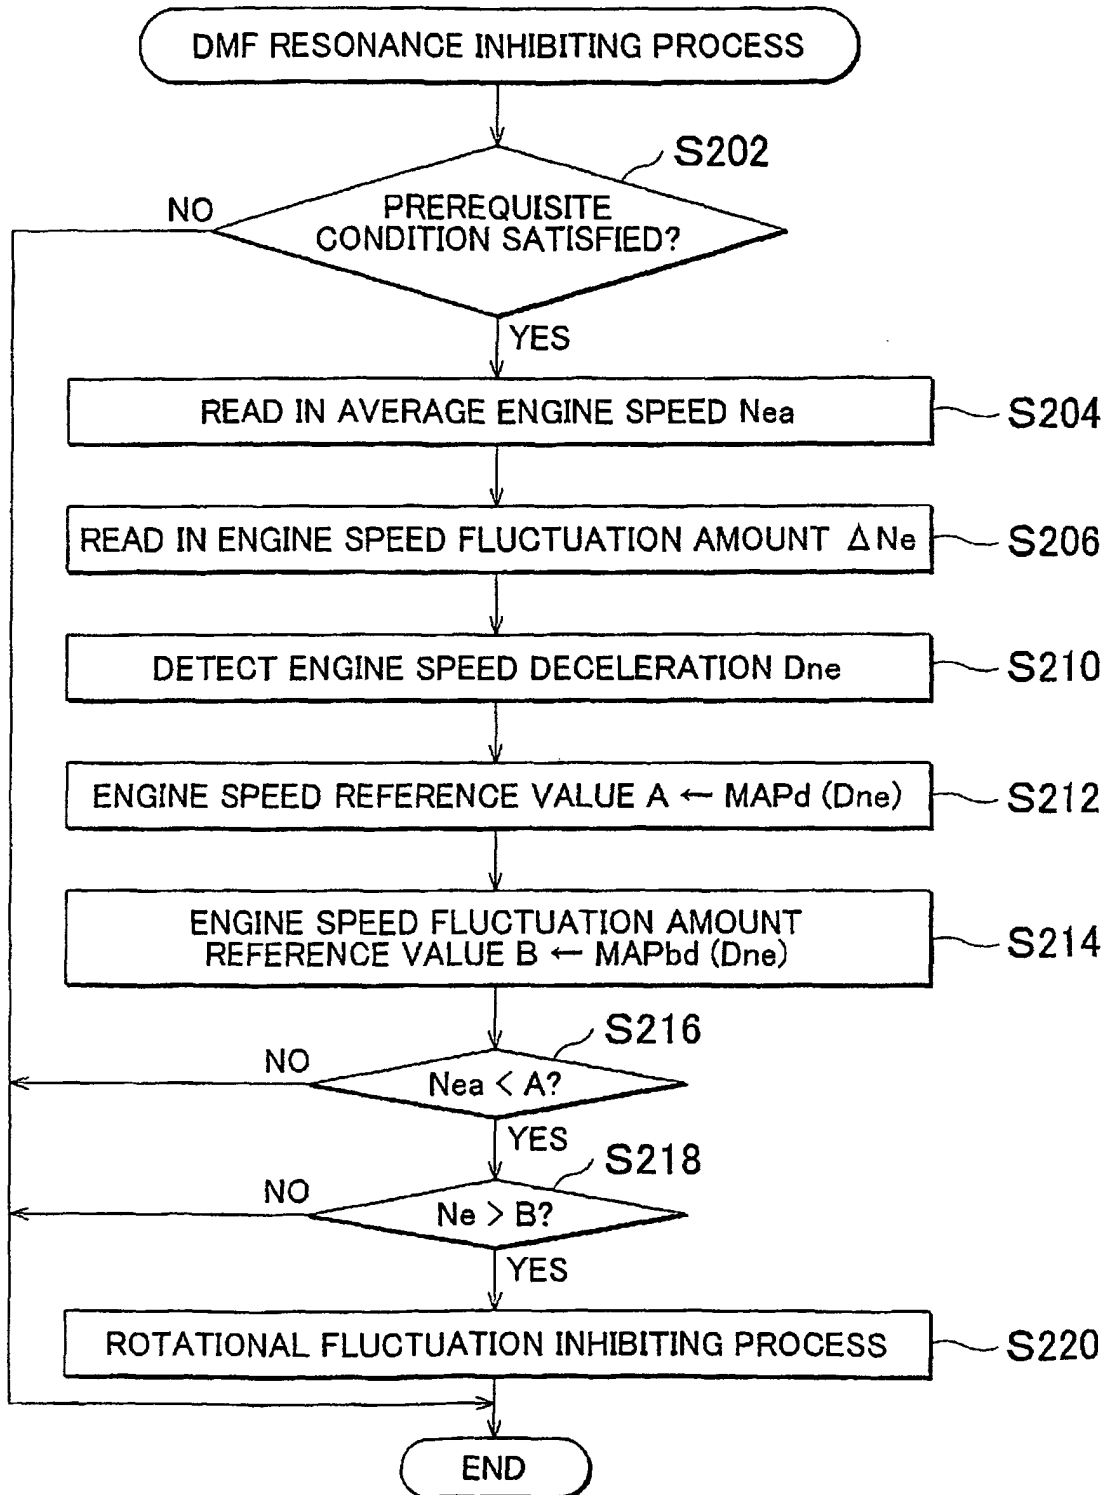 DMF RESONANCE INHIBITING PROCESS
S202
NO
PREREQUISITE
CONDITION SATISFIED?
YES
READ IN AVERAGE ENGINE SPEED Nea
S204
READ IN ENGINE SPEED FLUCTUATION AMOUNT ΔNe
S206
DETECT ENGINE SPEED DECELERATION Dne
S210
ENGINE SPEED REFERENCE VALUE A ← MAPd (Dne)
S212
ENGINE SPEED FLUCTUATION AMOUNT
REFERENCE VALUE B ← MAPbd (Dne)
S214
S216
NO
Nea < A?
YES
S218
NO
Ne > B?
YES
ROTATIONAL FLUCTUATION INHIBITING PROCESS
S220
END